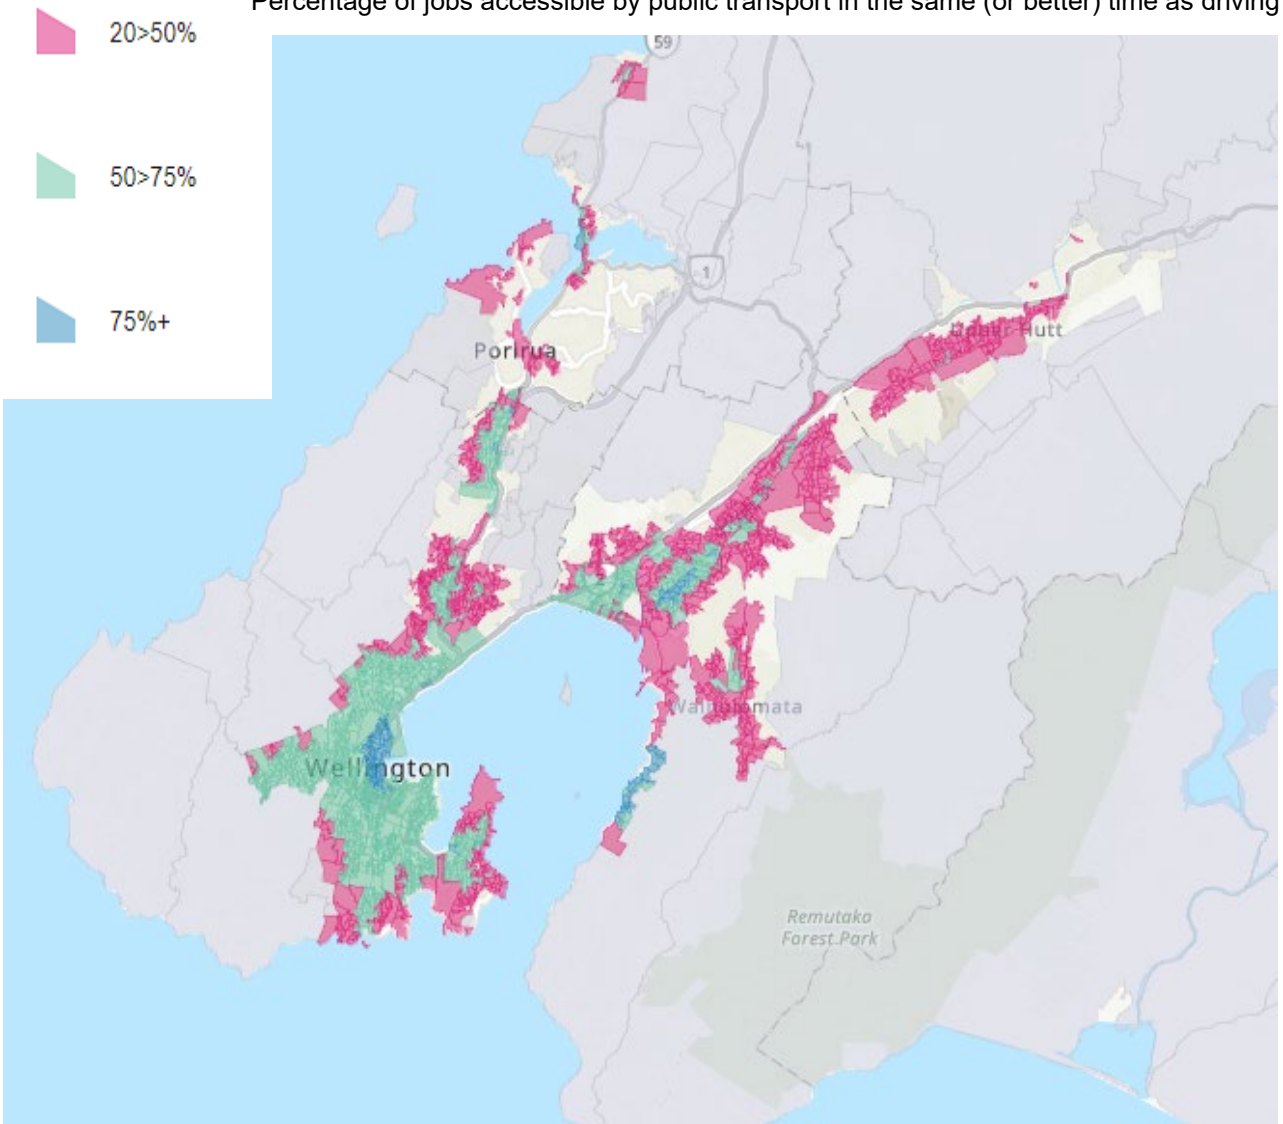 Percentage of jobs accessible by public transport in the same (or better) time as driving
20>50%
50>75%
75%+
59
1
Upper Hutt
Porirua
Wainuiomata
Wellington
Remutaka
Forest Park